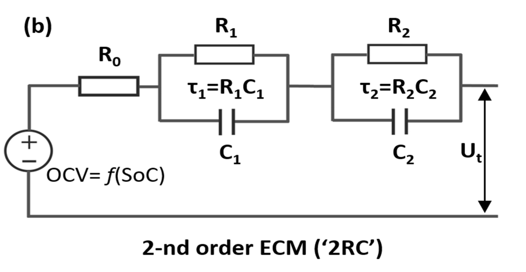 (b)
R₀
R₁
τ₁=R₁C₁
C₁
R₂
τ₂=R₂C₂
C₂
+
−
OCV= f(SoC)
Uₜ
2-nd order ECM (‘2RC’)